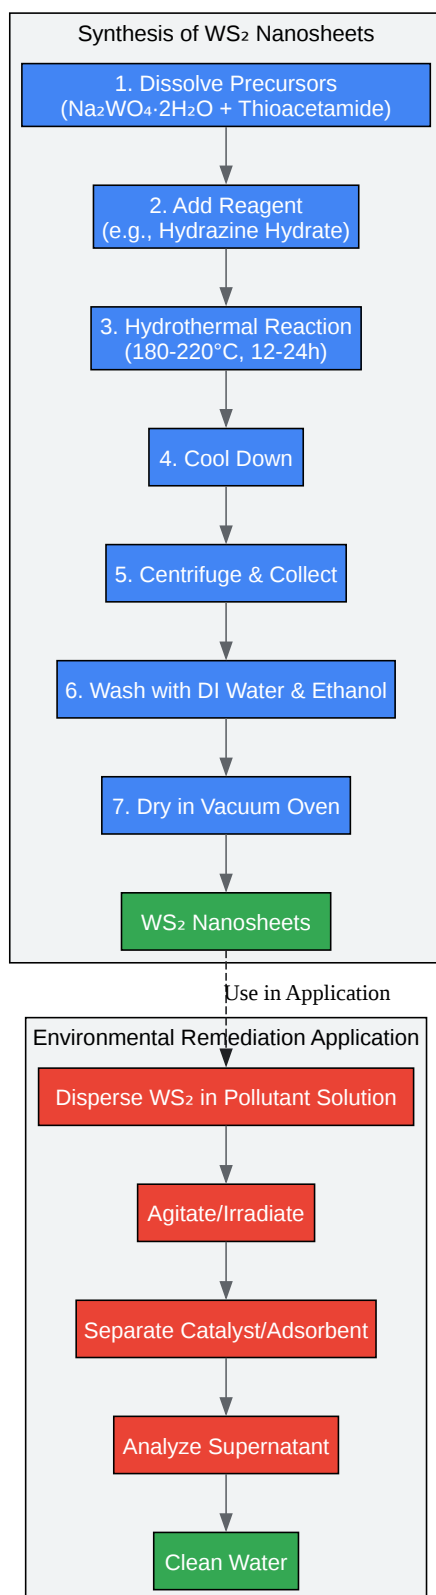 Synthesis of WS₂ Nanosheets
1. Dissolve Precursors
(Na₂WO₄·2H₂O + Thioacetamide)
2. Add Reagent
(e.g., Hydrazine Hydrate)
3. Hydrothermal Reaction
(180-220°C, 12-24h)
4. Cool Down
5. Centrifuge & Collect
6. Wash with DI Water & Ethanol
7. Dry in Vacuum Oven
WS₂ Nanosheets
Use in Application
Environmental Remediation Application
Disperse WS₂ in Pollutant Solution
Agitate/Irradiate
Separate Catalyst/Adsorbent
Analyze Supernatant
Clean Water